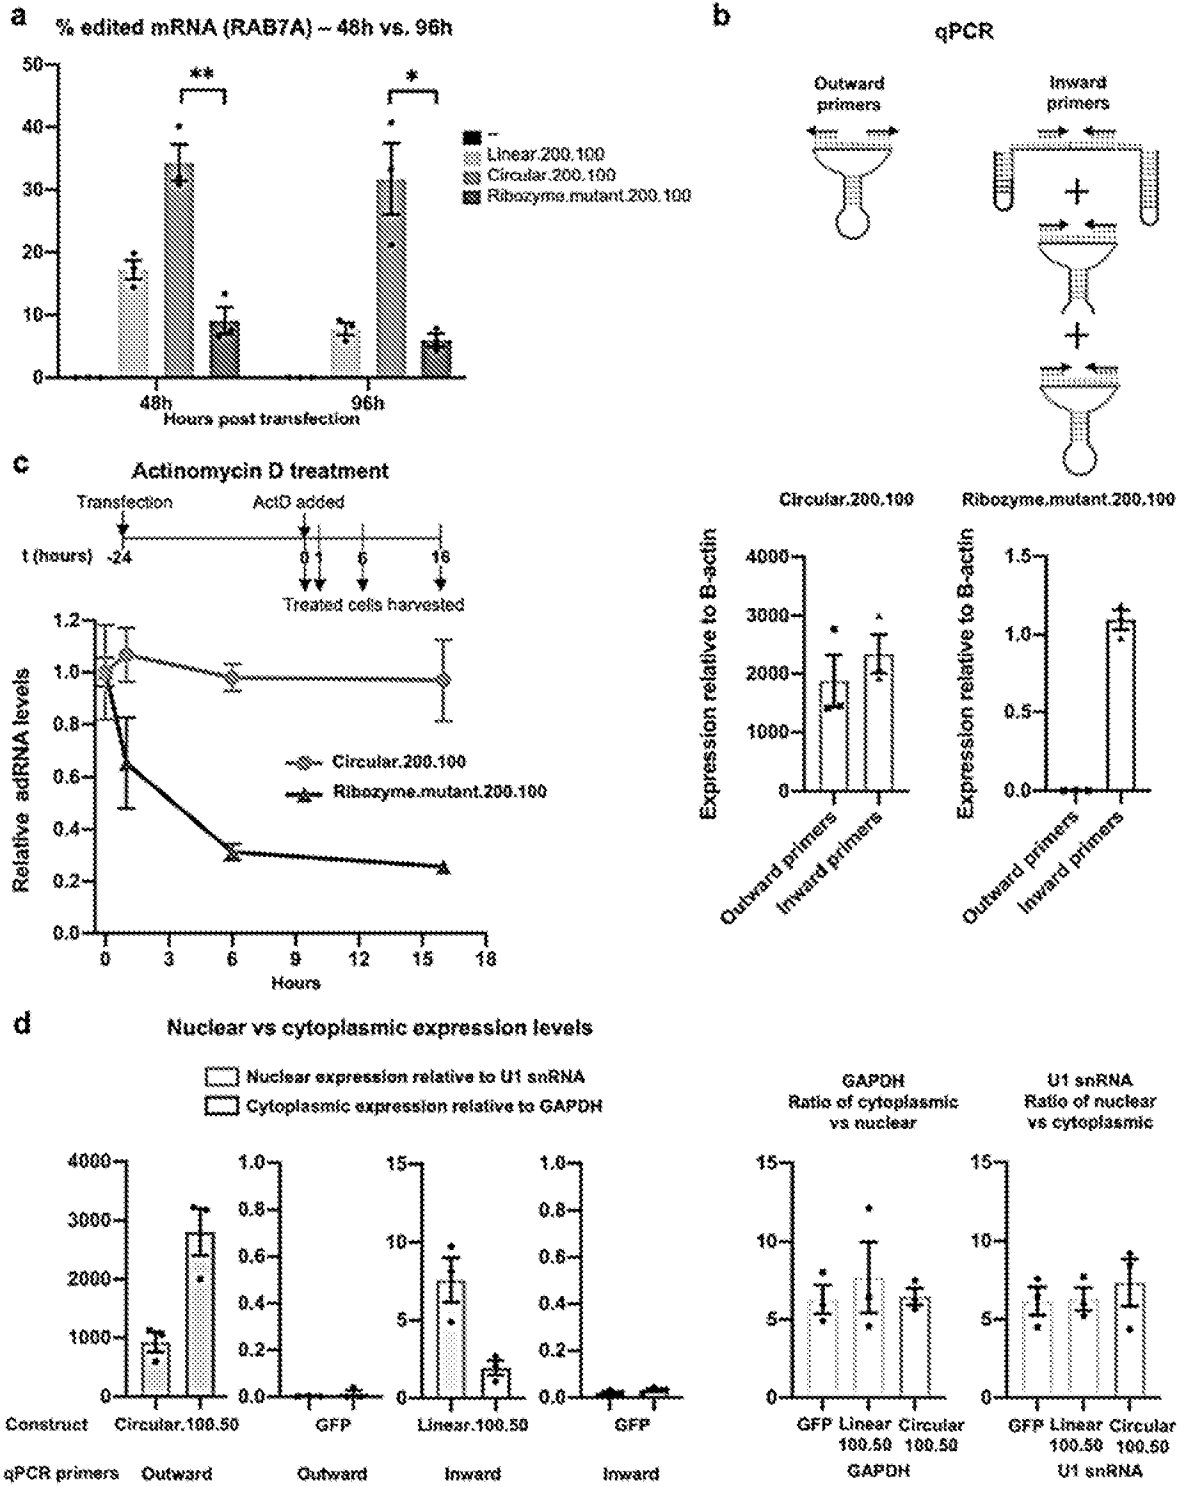 a
% edited mRNA (RAB7A) – 48h vs. 96h
50
40
30
20
10
0
**
*
–
Linear.200.100
Circular.200.100
Ribozyme.mutant.200.100
48h
96h
Hours post transfection
b
qPCR
Outward
primers
Inward
primers
+
+
Circular.200.100
Ribozyme.mutant.200.100
Expression relative to B-actin
4000
3000
2000
1000
0
Outward primers
Inward primers
Expression relative to B-actin
1.5
1.0
0.5
0.0
Outward primers
Inward primers
c
Actinomycin D treatment
Transfection
ActD added
t (hours)
-24
0
1
6
16
Treated cells harvested
Relative adRNA levels
1.2
1.0
0.8
0.6
0.4
0.2
0.0
Circular.200.100
Ribozyme.mutant.200.100
0
3
6
9
12
15
18
Hours
d
Nuclear vs cytoplasmic expression levels
Nuclear expression relative to U1 snRNA
Cytoplasmic expression relative to GAPDH
4000
3000
2000
1000
0
1.0
0.8
0.6
0.4
0.2
0.0
15
10
5
0
1.0
0.8
0.6
0.4
0.2
0.0
Construct
Circular.100.50
GFP
Linear.100.50
GFP
qPCR primers
Outward
Outward
Inward
Inward
GAPDH
Ratio of cytoplasmic
vs nuclear
15
10
5
0
GFP
Linear
100.50
Circular
100.50
GAPDH
U1 snRNA
Ratio of nuclear
vs cytoplasmic
15
10
5
0
GFP
Linear
100.50
Circular
100.50
U1 snRNA